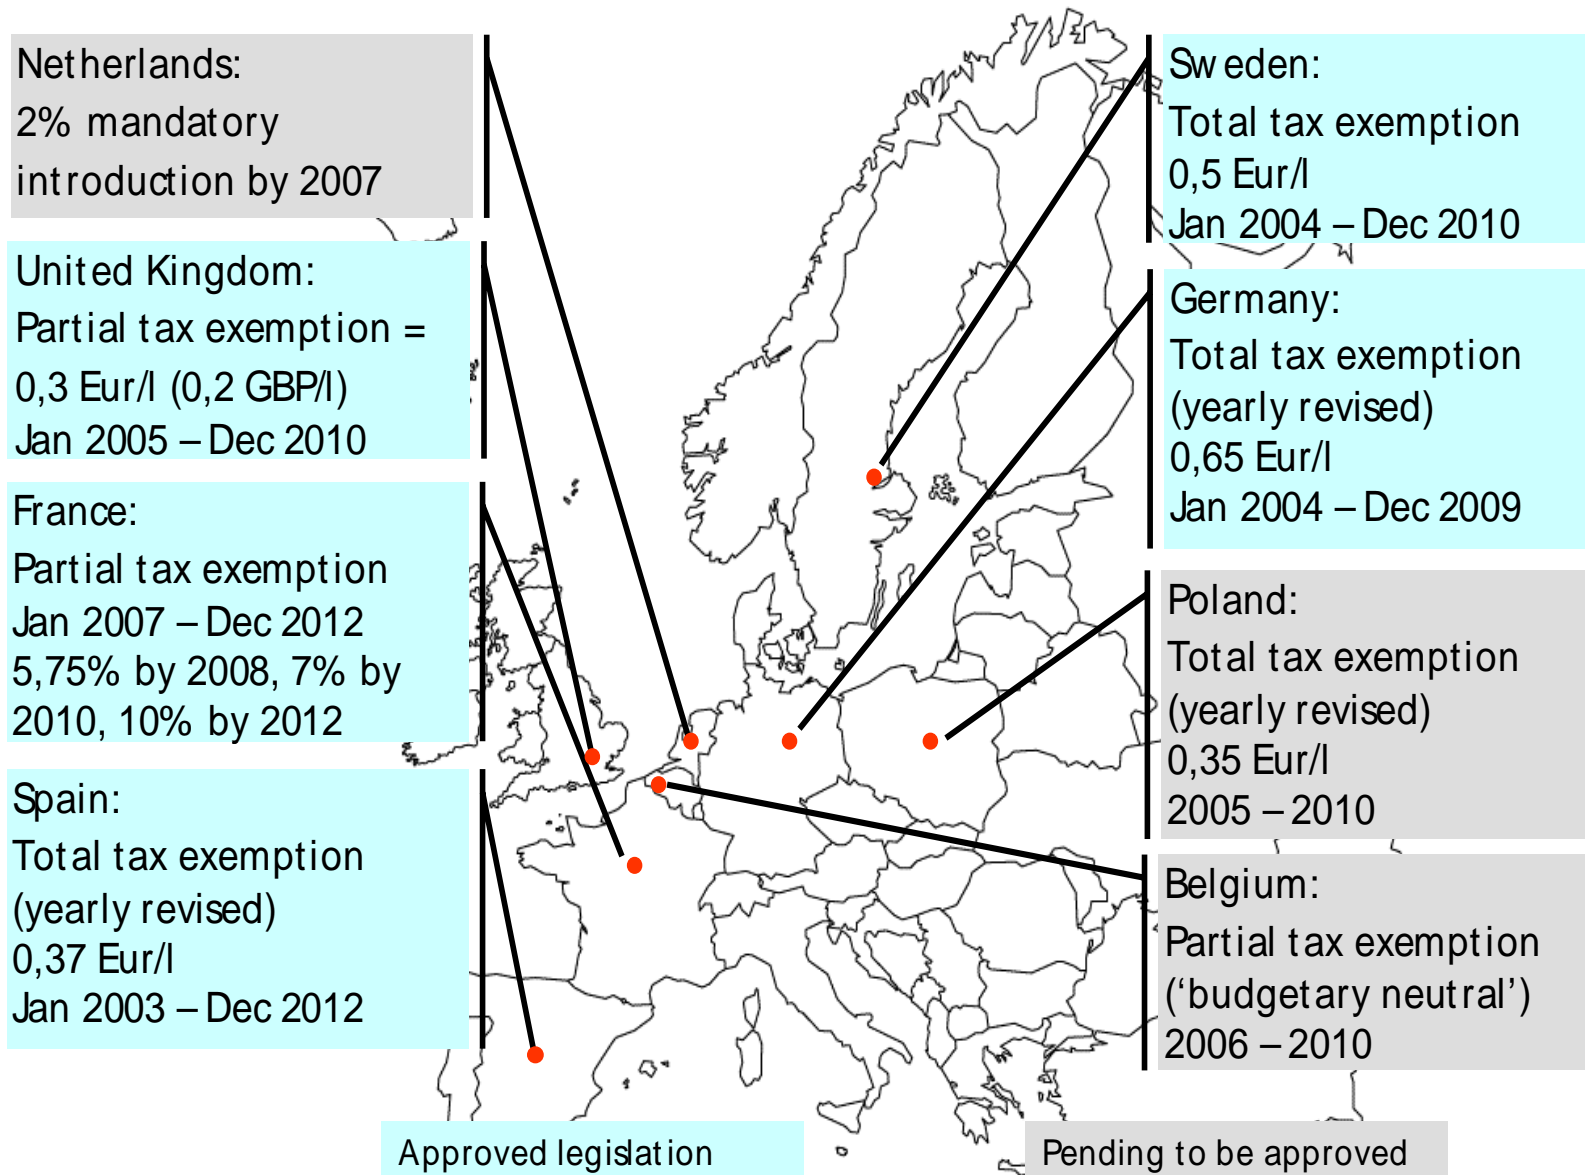 Netherlands:
2% mandatory
introduction by 2007
United Kingdom:
Partial tax exemption =
0,3 Eur/l (0,2 GBP/l)
Jan 2005 – Dec 2010
France:
Partial tax exemption
Jan 2007 – Dec 2012
5,75% by 2008, 7% by
2010, 10% by 2012
Spain:
Total tax exemption
(yearly revised)
0,37 Eur/l
Jan 2003 – Dec 2012
Sweden:
Total tax exemption
0,5 Eur/l
Jan 2004 – Dec 2010
Germany:
Total tax exemption
(yearly revised)
0,65 Eur/l
Jan 2004 – Dec 2009
Poland:
Total tax exemption
(yearly revised)
0,35 Eur/l
2005 – 2010
Belgium:
Partial tax exemption
(‘budgetary neutral’)
2006 – 2010
Approved legislation
Pending to be approved